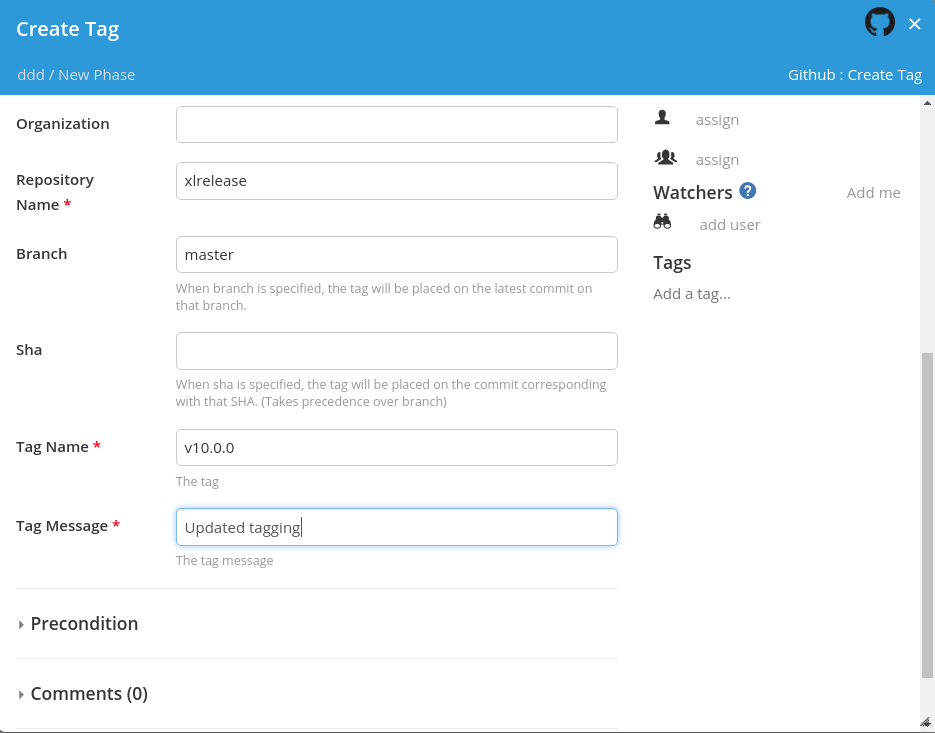 Create Tag
×
ddd / New Phase
Github : Create Tag
Organization
Repository
Name *
xlrelease
Branch
master
When branch is specified, the tag will be placed on the latest commit on
that branch.
Sha
When sha is specified, the tag will be placed on the commit corresponding
with that SHA. (Takes precedence over branch)
Tag Name *
v10.0.0
The tag
Tag Message *
Updated tagging
The tag message
Precondition
Comments (0)
assign
assign
Watchers ?
Add me
add user
Tags
Add a tag...